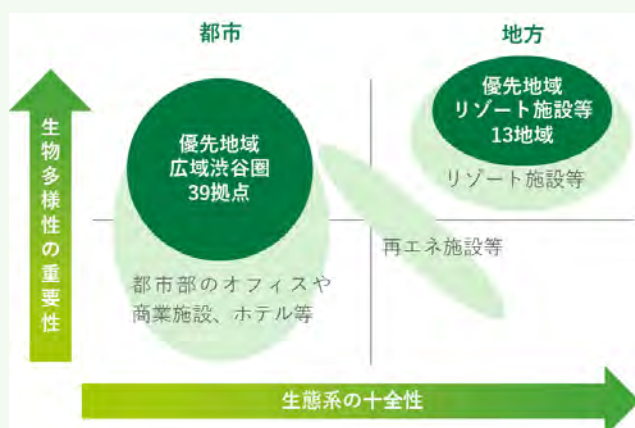 都市
地方
生物多様性の重要性
優先地域
広域渋谷圏
39拠点
優先地域
リゾート施設等
13地域
リゾート施設等
再エネ施設等
都市部のオフィスや
商業施設、ホテル等
生態系の十全性